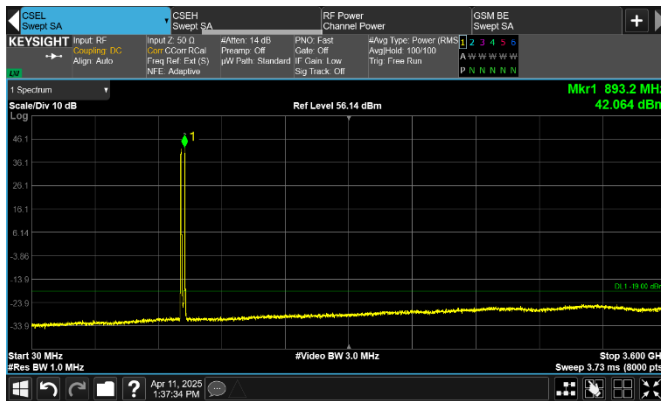 CSEL
Swept SA
CSEH
Swept SA
RF Power
Channel Power
GSM BE
Swept SA
+
KEYSIGHT
LXI
Input: RF
Coupling: DC
Align: Auto
Input Z: 50 Ω
Corr CCorr RCal
Freq Ref: Ext (S)
NFE: Adaptive
#Atten: 14 dB
Preamp: Off
µW Path: Standard
PNO: Fast
Gate: Off
IF Gain: Low
Sig Track: Off
#Avg Type: Power (RMS
Avg|Hold: 100/100
Trig: Free Run
1 2 3 4 5 6
A W W W W W
P N N N N N
1 Spectrum
Scale/Div 10 dB
Log
Ref Level 56.14 dBm
Mkr1 893.2 MHz
42.064 dBm
46.1
36.1
26.1
16.1
6.14
-3.86
-13.9
-23.9
-33.9
1
DL1 -19.00 dBm
Start 30 MHz
#Res BW 1.0 MHz
#Video BW 3.0 MHz
Stop 3.600 GH
Sweep 3.73 ms (8000 pts
?
Apr 11, 2025
1:37:34 PM